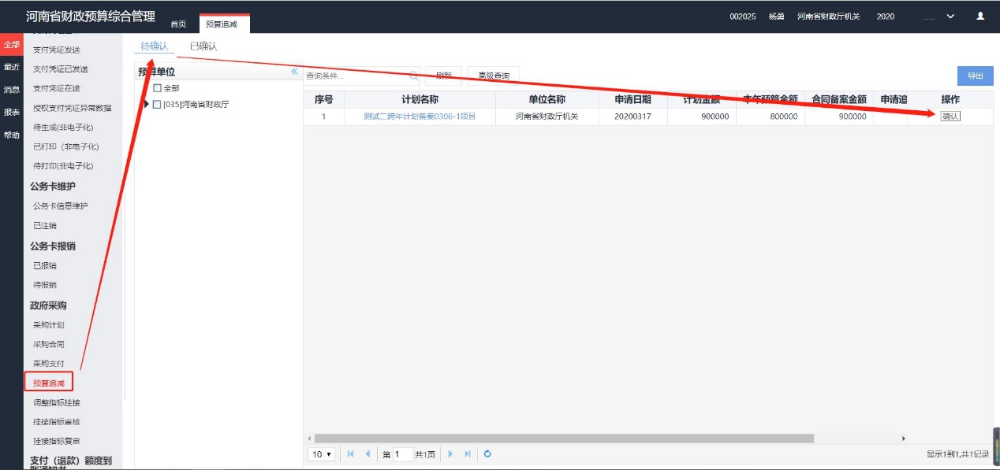 河南省财政预算综合管理 首页 预算追减 002025 杨勇 河南省财政厅机关 2020 ......
全部
最近
消息
报表
帮助
支付凭证发送
支付凭证已发送
支付凭证在途
授权支付凭证异常数据
待生成(非电子化)
已打印（非电子化)
待打印(非电子化)
公务卡维护
公务卡信息维护
已注销
公务卡报销
已报销
待报销
政府采购
采购计划
采购合同
采购支付
预算追减
调整指标挂接
挂接指标审核
挂接指标复审
支付（退款）额度到
待确认 已确认
预算单位
全部
[035]河南省财政厅
查询条件... 刷新 高级查询 导出
序号 计划名称 单位名称 申请日期 计划金额 本年预算金额 合同备案金额 申请追 操作
1 测试二跨年计划备案0306-1项目 河南省财政厅机关 20200317 900000 800000 900000 确认
10 第 1 共1页 显示1到1,共1记录